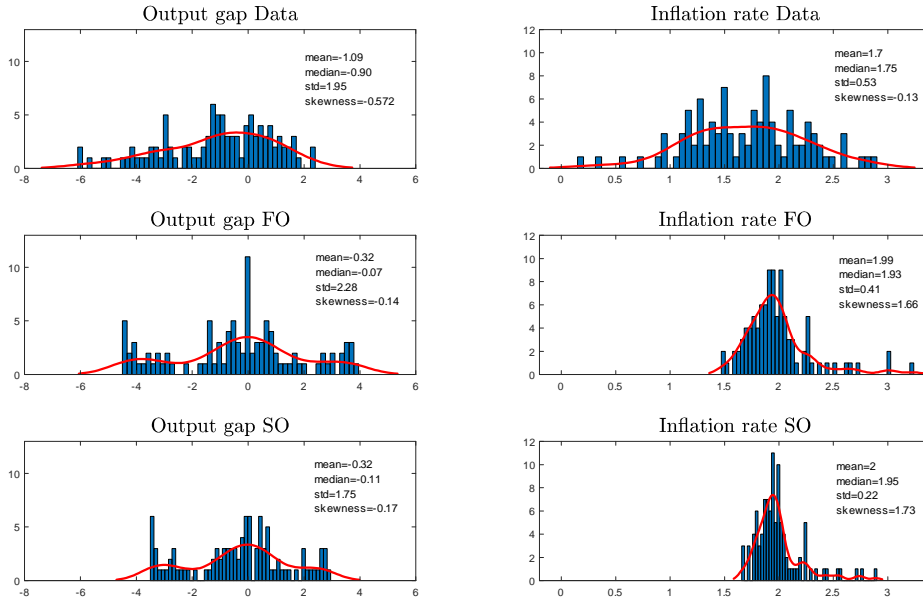 Output gap Data
mean=-1.09
median=-0.90
std=1.95
skewness=-0.572
10
5
0
-8 -6 -4 -2 0 2 4 6
Inflation rate Data
mean=1.7
median=1.75
std=0.53
skewness=-0.13
12
10
8
6
4
2
0
0 0.5 1 1.5 2 2.5 3
Output gap FO
mean=-0.32
median=-0.07
std=2.28
skewness=-0.14
10
5
0
-8 -6 -4 -2 0 2 4 6
Inflation rate FO
mean=1.99
median=1.93
std=0.41
skewness=1.66
12
10
8
6
4
2
0
0 0.5 1 1.5 2 2.5 3
Output gap SO
mean=-0.32
median=-0.11
std=1.75
skewness=-0.17
10
5
0
-8 -6 -4 -2 0 2 4 6
Inflation rate SO
mean=2
median=1.95
std=0.22
skewness=1.73
12
10
8
6
4
2
0
0 0.5 1 1.5 2 2.5 3